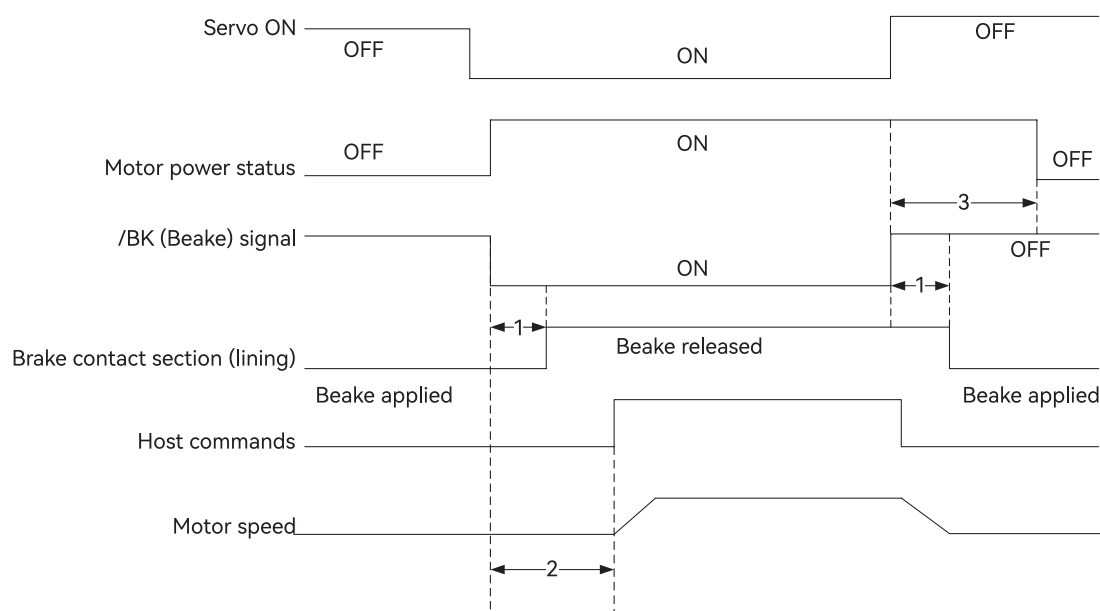 Servo ON
OFF
ON
OFF
Motor power status
OFF
ON
OFF
3
/BK (Beake) signal
ON
OFF
1
1
Brake contact section (lining)
Beake released
Beake applied
Beake applied
Host commands
Motor speed
2